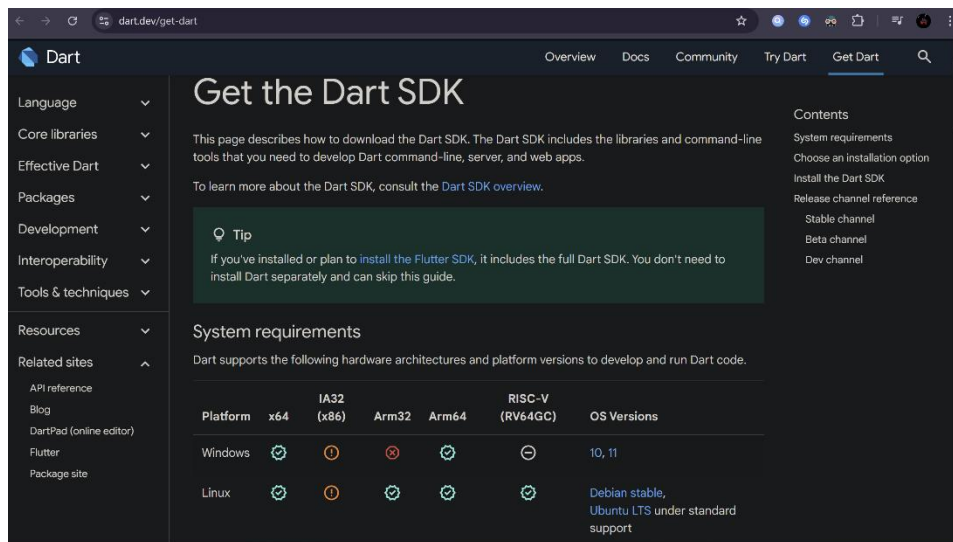 dart.dev/get-dart
Dart
Overview Docs Community Try Dart Get Dart
Language
Core libraries
Effective Dart
Packages
Development
Interoperability
Tools & techniques
Resources
Related sites
API reference
Blog
DartPad (online editor)
Flutter
Package site
Get the Dart SDK
This page describes how to download the Dart SDK. The Dart SDK includes the libraries and command-line
tools that you need to develop Dart command-line, server, and web apps.
To learn more about the Dart SDK, consult the Dart SDK overview.
Tip
If you've installed or plan to install the Flutter SDK, it includes the full Dart SDK. You don't need to
install Dart separately and can skip this guide.
System requirements
Dart supports the following hardware architectures and platform versions to develop and run Dart code.
Platform x64 IA32 (x86) Arm32 Arm64 RISC-V (RV64GC) OS Versions
Windows 10, 11
Linux Debian stable,
Ubuntu LTS under standard
support
Contents
System requirements
Choose an installation option
Install the Dart SDK
Release channel reference
Stable channel
Beta channel
Dev channel